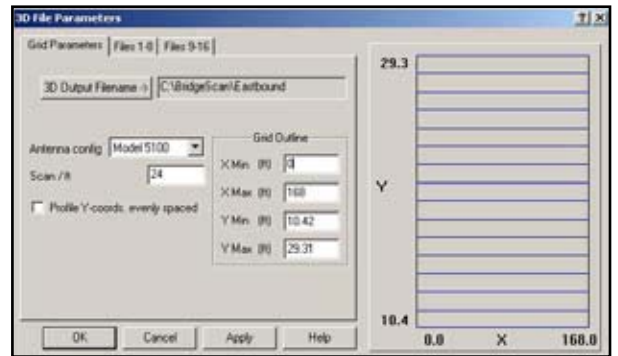 3D File Parameters
Grid Parameters Files 1-8 Files 9-16
3D Output Filename -> C:\BridgeScan\Eastbound
Antenna config Model 5100
Scan / ft 24
Profile Y-coords. evenly spaced
Grid Outline
X Min (ft) 0
X Max (ft) 168
Y Min (ft) 10.42
Y Max (ft) 29.31
OK Cancel Apply Help
29.3
Y
10.4
0.0 X 168.0